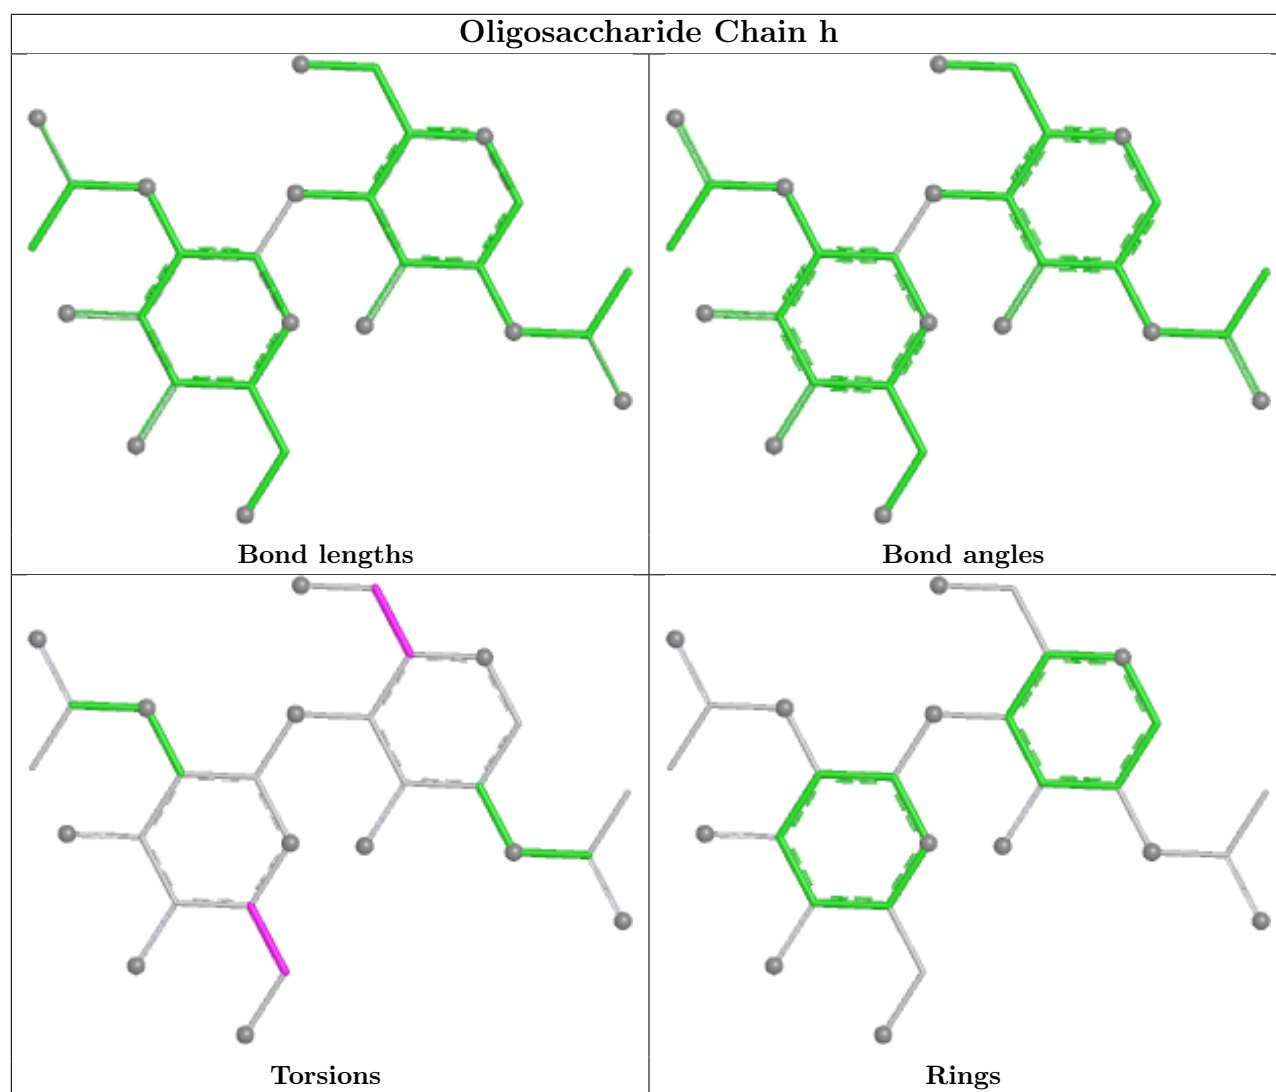 Oligosaccharide Chain h
Bond lengths
Bond angles
Torsions
Rings